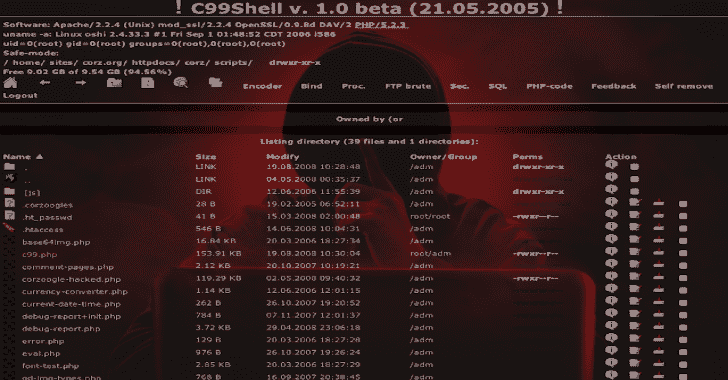 ! C99Shell v. 1.0 beta (21.05.2005) !
Software: Apache/2.2.4 (Unix) mod_ssl/2.2.4 OpenSSL/0.9.8d DAV/2 PHP/5.2.3
uname -a: Linux oshi 2.4.33.3 #1 Fri Sep 1 01:48:52 CDT 2006 i586
uid=0(root) gid=0(root) groups=0(root),0(root)
Safe-mode:
/ home/ sites/ corz.org/ httpdocs/ corz/ scripts/ drwxr-xr-x
Free 9.02 GB of 9.54 GB (94.56%)
Encoder Bind Proc. FTP brute Sec. SQL PHP-code Feedback Self remove
Logout
Owned by (or
Listing directory (39 files and 1 directories):
Name ▲ Size Modify Owner/Group Perms Action
. LINK 19.08.2008 10:28:48 /adm drwxr-xr-x
.. LINK 04.05.2008 00:35:37 /adm
[js] DIR 12.06.2006 11:55:39 /adm drwxr-xr-x
.corzoogles 28 B 19.02.2005 06:52:11 /adm
.ht_passwd 41 B 15.03.2008 02:00:48 root/root -rwxr--r--
.htaccess 546 B 14.06.2008 10:04:31 /adm
base64img.php 16.84 KB 20.03.2006 18:27:34 /adm
c99.php 153.91 KB 19.08.2008 10:30:04 root/adm -rwxr--r--
comment-pages.php 2.12 KB 20.10.2007 10:19:21 /adm
corzoogle-hacked.php 119.29 KB 02.05.2008 09:40:32 /adm -rwxr--r--
currency-converter.php 1.14 KB 12.06.2006 12:01:15 /adm
current-date-time.php 262 B 26.10.2007 19:20:52 /adm
debug-report+init.php 784 B 07.11.2007 12:01:37 /adm
debug-report.php 3.72 KB 29.04.2008 23:06:18 /adm
error.php 129 B 20.03.2006 18:27:28 /adm
eval.php 976 B 26.10.2007 19:26:24 /adm
font-test.php 2.85 KB 20.03.2006 18:27:29 /adm
gd-img-types.php 768 B 16.09.2007 20:38:45 /adm